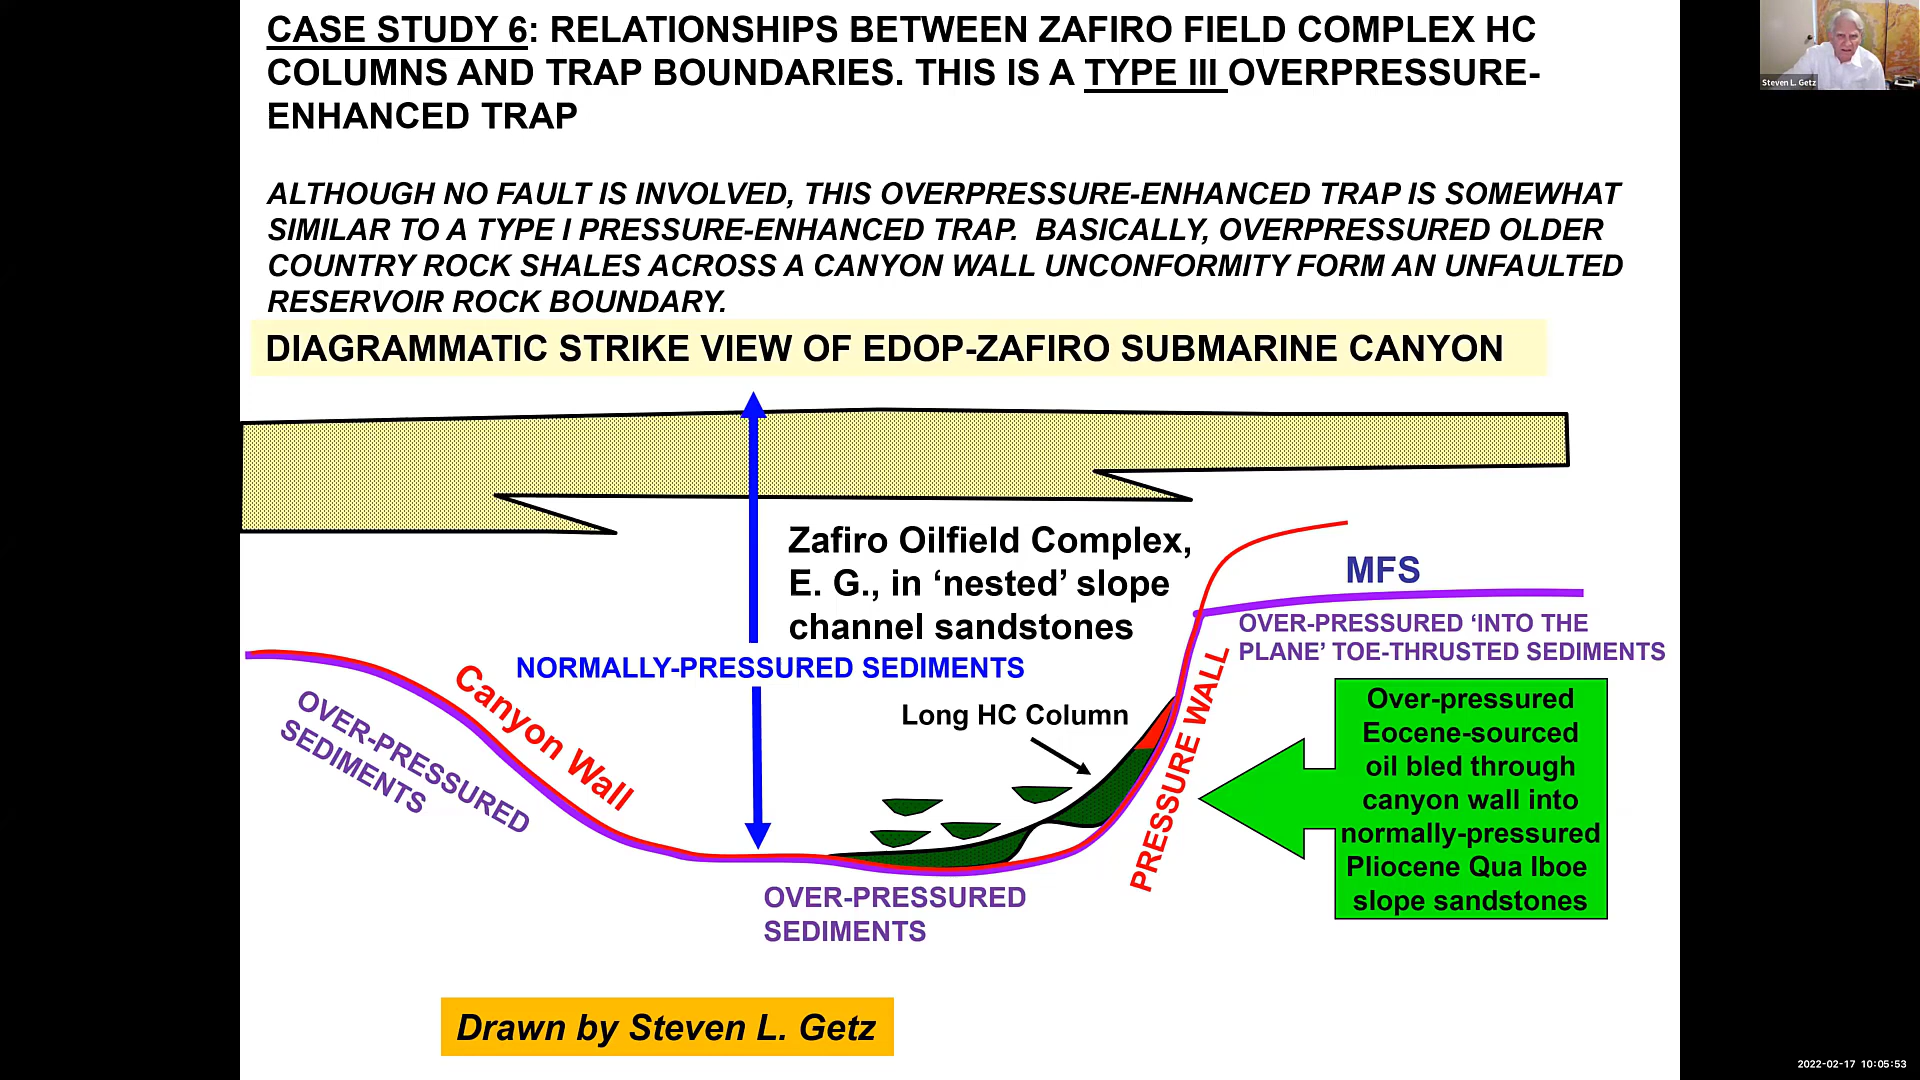 CASE STUDY 6: RELATIONSHIPS BETWEEN ZAFIRO FIELD COMPLEX HC
COLUMNS AND TRAP BOUNDARIES. THIS IS A TYPE III OVERPRESSURE-
ENHANCED TRAP
Steven L. Getz
ALTHOUGH NO FAULT IS INVOLVED, THIS OVERPRESSURE-ENHANCED TRAP IS SOMEWHAT
SIMILAR TO A TYPE I PRESSURE-ENHANCED TRAP.  BASICALLY, OVERPRESSURED OLDER
COUNTRY ROCK SHALES ACROSS A CANYON WALL UNCONFORMITY FORM AN UNFAULTED
RESERVOIR ROCK BOUNDARY.
DIAGRAMMATIC STRIKE VIEW OF EDOP-ZAFIRO SUBMARINE CANYON
Zafiro Oilfield Complex,
E. G., in ‘nested’ slope
channel sandstones
MFS
OVER-PRESSURED ‘INTO THE
PLANE’ TOE-THRUSTED SEDIMENTS
NORMALLY-PRESSURED SEDIMENTS
Canyon Wall
OVER-PRESSURED
SEDIMENTS
Long HC Column
PRESSURE WALL
Over-pressured
Eocene-sourced
oil bled through
canyon wall into
normally-pressured
Pliocene Qua Iboe
slope sandstones
OVER-PRESSURED
SEDIMENTS
Drawn by Steven L. Getz
2022-02-17 10:05:53